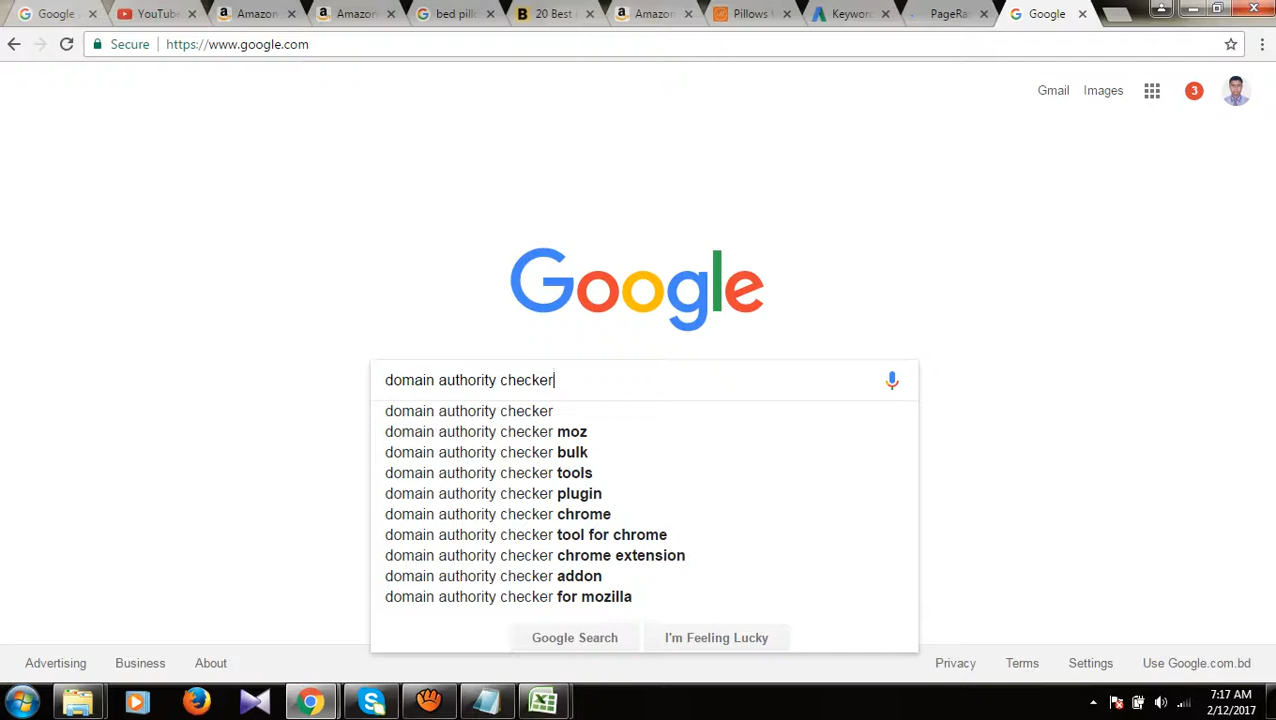 Google
YouTube
Amazon
Amazon
bed pillo
20 Best
Amazon
Pillows
Keyword
PageRa
Google
Secure
https://www.google.com
Gmail
Images
3
Google
domain authority checker
domain authority checker
domain authority checker moz
domain authority checker bulk
domain authority checker tools
domain authority checker plugin
domain authority checker chrome
domain authority checker tool for chrome
domain authority checker chrome extension
domain authority checker addon
domain authority checker for mozilla
Google Search
I'm Feeling Lucky
Advertising
Business
About
Privacy
Terms
Settings
Use Google.com.bd
7:17 AM
2/12/2017